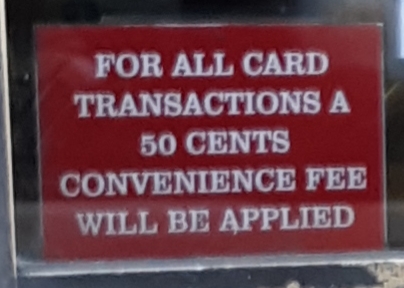 FOR ALL CARD
TRANSACTIONS A
50 CENTS
CONVENIENCE FEE
WILL BE APPLIED